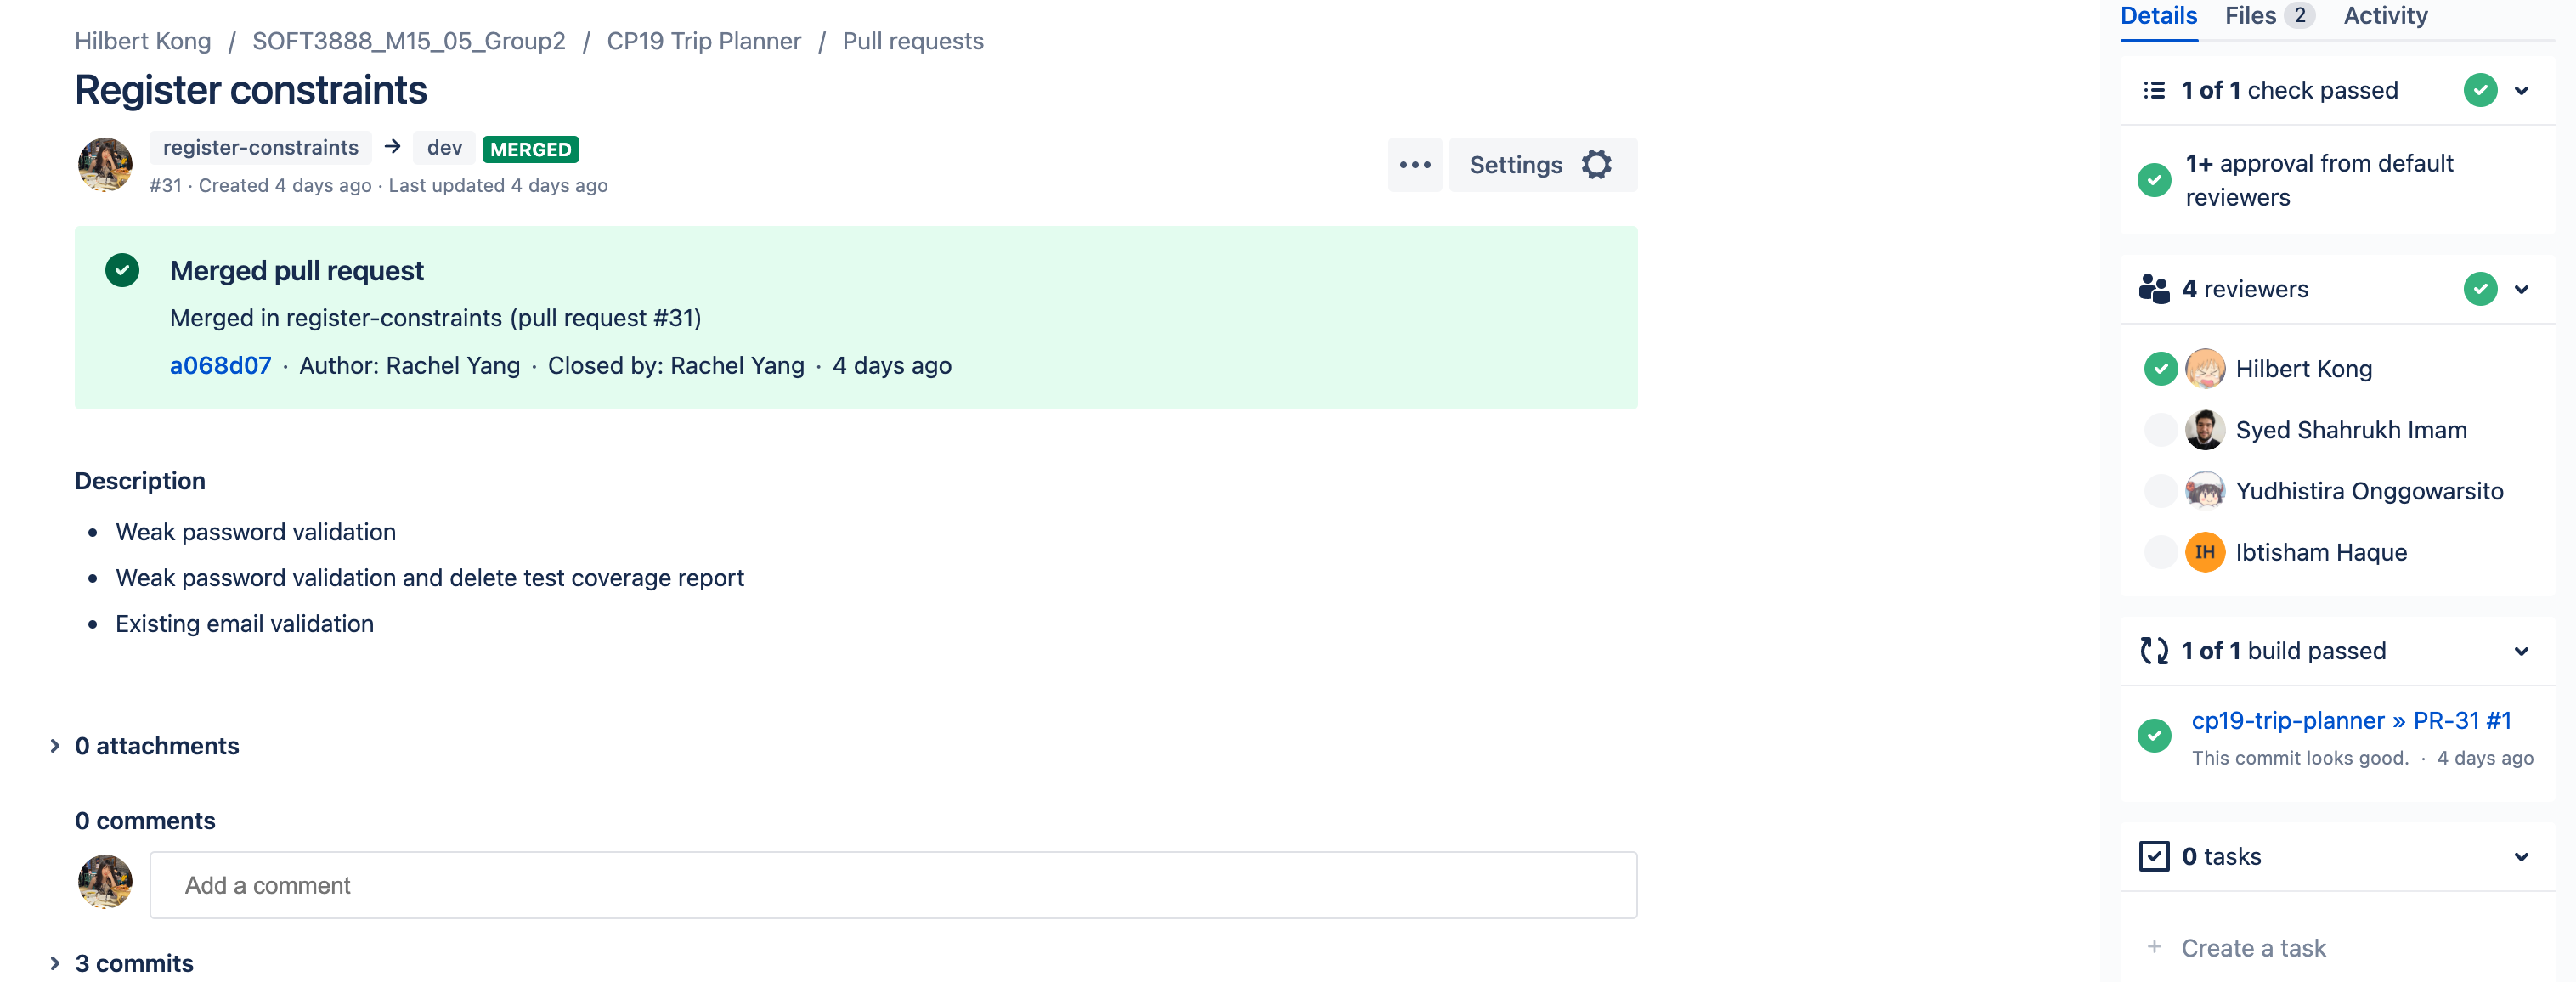 Hilbert Kong / SOFT3888_M15_05_Group2 / CP19 Trip Planner / Pull requests
Register constraints
register-constraints → dev MERGED
#31 · Created 4 days ago · Last updated 4 days ago
Settings
Merged pull request
Merged in register-constraints (pull request #31)
a068d07 · Author: Rachel Yang · Closed by: Rachel Yang · 4 days ago
Description
• Weak password validation
• Weak password validation and delete test coverage report
• Existing email validation
0 attachments
0 comments
Add a comment
3 commits
Details Files 2 Activity
1 of 1 check passed
1+ approval from default
reviewers
4 reviewers
Hilbert Kong
Syed Shahrukh Imam
Yudhistira Onggowarsito
IH Ibtisham Haque
1 of 1 build passed
cp19-trip-planner » PR-31 #1
This commit looks good. · 4 days ago
0 tasks
+ Create a task